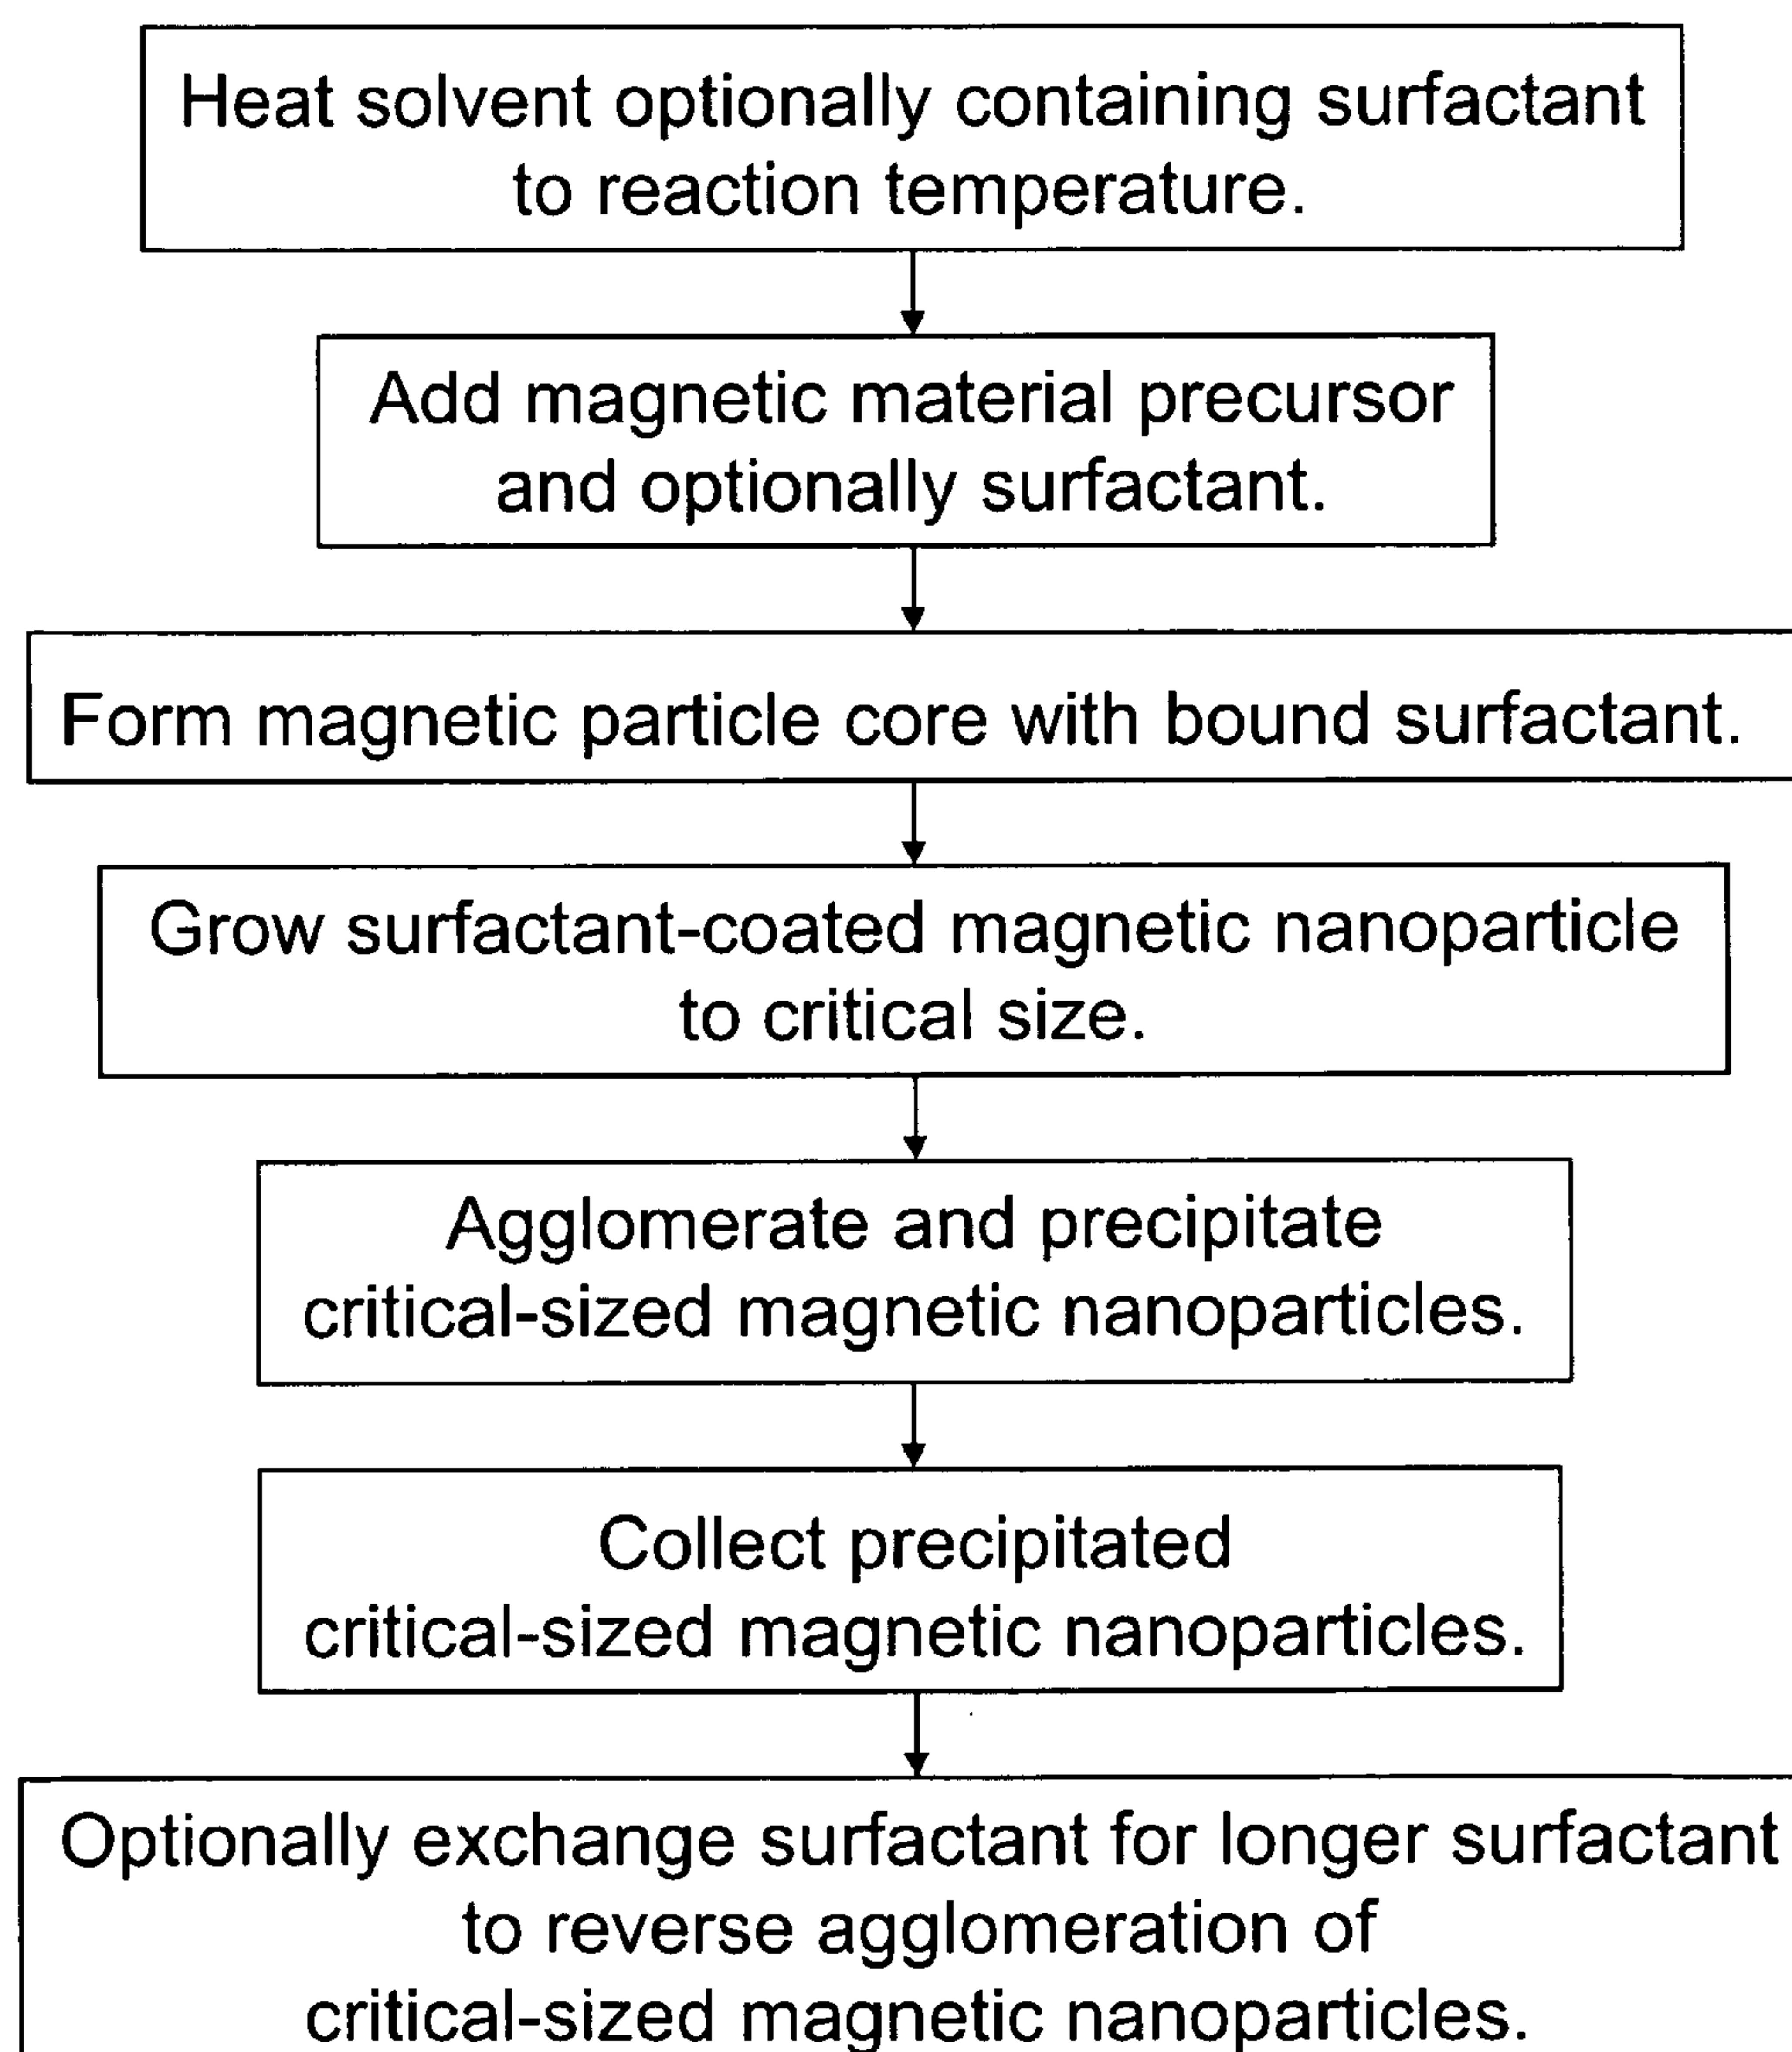 Heat solvent optionally containing surfactant
to reaction temperature.
Add magnetic material precursor
and optionally surfactant.
Form magnetic particle core with bound surfactant.
Grow surfactant-coated magnetic nanoparticle
to critical size.
Agglomerate and precipitate
critical-sized magnetic nanoparticles.
Collect precipitated
critical-sized magnetic nanoparticles.
Optionally exchange surfactant for longer surfactant
to reverse agglomeration of
critical-sized magnetic nanoparticles.